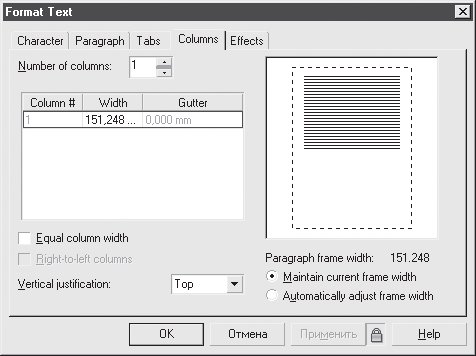 Format Text
Character Paragraph Tabs Columns Effects
Number of columns: 1
Column # Width Gutter
1 151,248 ... 0,000 mm
Equal column width
Right-to-left columns
Vertical justification: Top
Paragraph frame width: 151.248
Maintain current frame width
Automatically adjust frame width
OK Отмена Применить Help